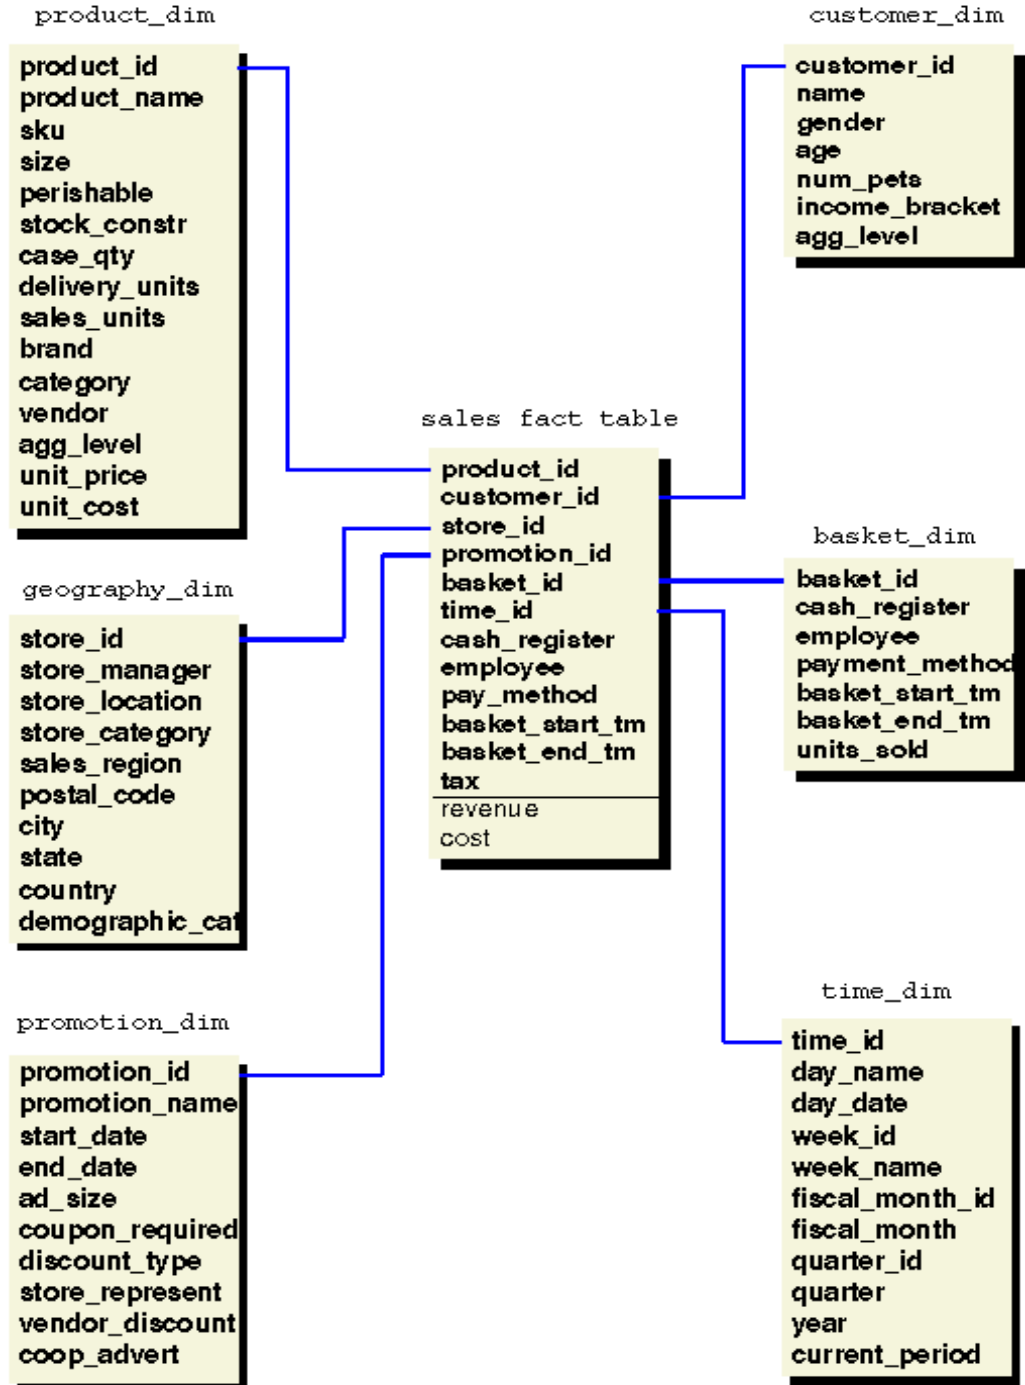 product_dim
product_id
product_name
sku
size
perishable
stock_constr
case_qty
delivery_units
sales_units
brand
category
vendor
agg_level
unit_price
unit_cost
customer_dim
customer_id
name
gender
age
num_pets
income_bracket
agg_level
sales fact table
product_id
customer_id
store_id
promotion_id
basket_id
time_id
cash_register
employee
pay_method
basket_start_tm
basket_end_tm
tax
revenue
cost
geography_dim
store_id
store_manager
store_location
store_category
sales_region
postal_code
city
state
country
demographic_cat
basket_dim
basket_id
cash_register
employee
payment_method
basket_start_tm
basket_end_tm
units_sold
promotion_dim
promotion_id
promotion_name
start_date
end_date
ad_size
coupon_required
discount_type
store_represent
vendor_discount
coop_advert
time_dim
time_id
day_name
day_date
week_id
week_name
fiscal_month_id
fiscal_month
quarter_id
quarter
year
current_period